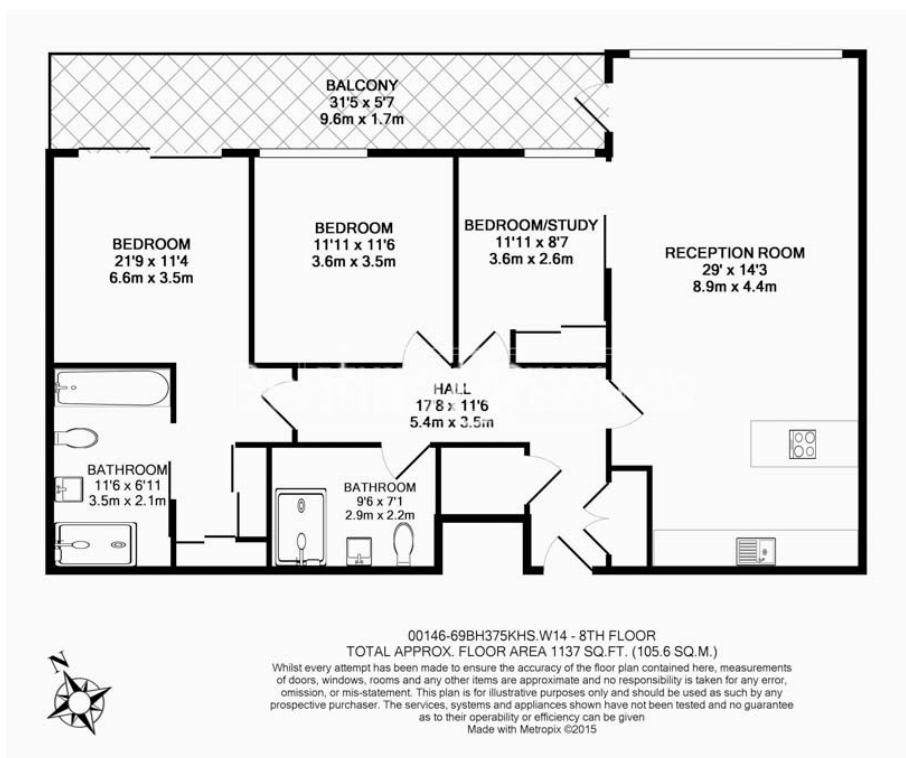 BALCONY
31'5 x 5'7
9.6m x 1.7m
BEDROOM
21'9 x 11'4
6.6m x 3.5m
BEDROOM
11'11 x 11'6
3.6m x 3.5m
BEDROOM/STUDY
11'11 x 8'7
3.6m x 2.6m
RECEPTION ROOM
29' x 14'3
8.9m x 4.4m
HALL
17'8 x 11'6
5.4m x 3.5m
BATHROOM
11'6 x 6'11
3.5m x 2.1m
BATHROOM
9'6 x 7'1
2.9m x 2.2m
N
00146-69BH375KHS.W14 - 8TH FLOOR
TOTAL APPROX. FLOOR AREA 1137 SQ.FT. (105.6 SQ.M.)
Whilst every attempt has been made to ensure the accuracy of the floor plan contained here, measurements
of doors, windows, rooms and any other items are approximate and no responsibility is taken for any error,
omission, or mis-statement. This plan is for illustrative purposes only and should be used as such by any
prospective purchaser. The services, systems and appliances shown have not been tested and no guarantee
as to their operability or efficiency can be given
Made with Metropix ©2015